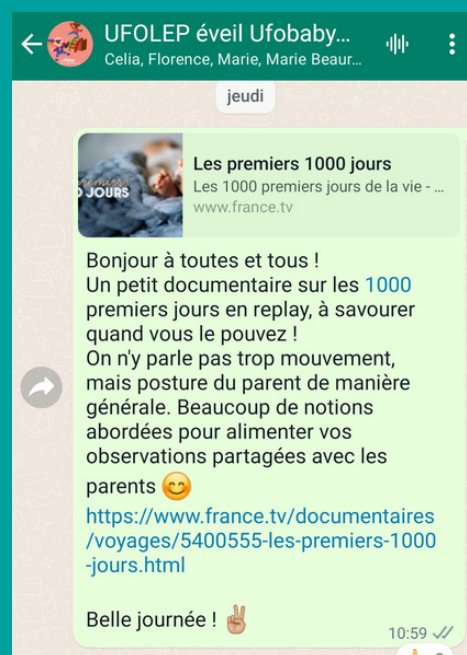 UFOLEP éveil Ufobaby...
Celia, Florence, Marie, Marie Beaur...
jeudi
JOURS
Les premiers 1000 jours
Les 1000 premiers jours de la vie - ...
www.france.tv
Bonjour à toutes et tous !
Un petit documentaire sur les 1000
premiers jours en replay, à savourer
quand vous le pouvez !
On n'y parle pas trop mouvement,
mais posture du parent de manière
générale. Beaucoup de notions
abordées pour alimenter vos
observations partagées avec les
parents 😊
https://www.france.tv/documentaires
/voyages/5400555-les-premiers-1000
-jours.html
Belle journée ! ✌🏼
10:59